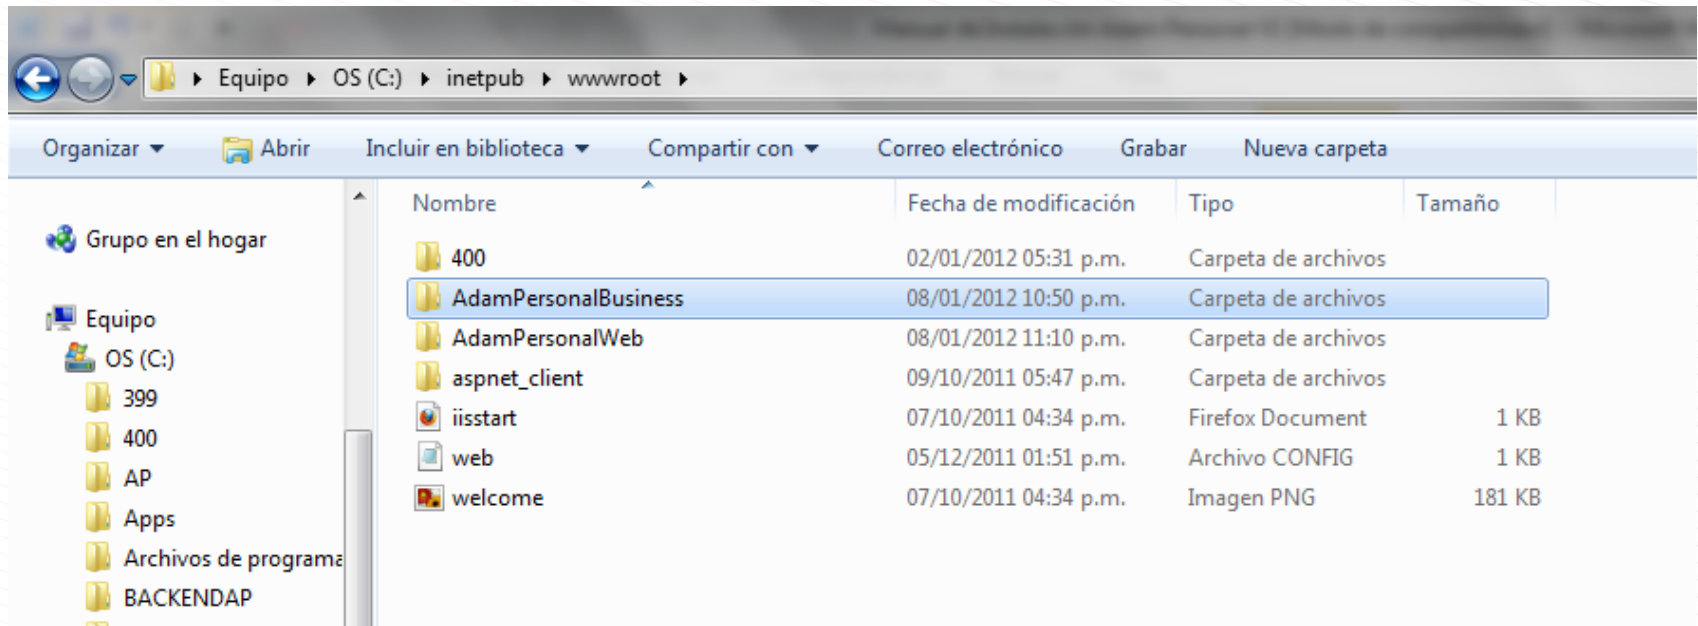 Equipo OS (C:) inetpub wwwroot
Organizar Abrir Incluir en biblioteca Compartir con Correo electrónico Grabar Nueva carpeta
Nombre Fecha de modificación Tipo Tamaño
Grupo en el hogar
Equipo
OS (C:)
399
400
AP
Apps
Archivos de programa
BACKENDAP
400 02/01/2012 05:31 p.m. Carpeta de archivos
AdamPersonalBusiness 08/01/2012 10:50 p.m. Carpeta de archivos
AdamPersonalWeb 08/01/2012 11:10 p.m. Carpeta de archivos
aspnet_client 09/10/2011 05:47 p.m. Carpeta de archivos
iisstart 07/10/2011 04:34 p.m. Firefox Document 1 KB
web 05/12/2011 01:51 p.m. Archivo CONFIG 1 KB
welcome 07/10/2011 04:34 p.m. Imagen PNG 181 KB